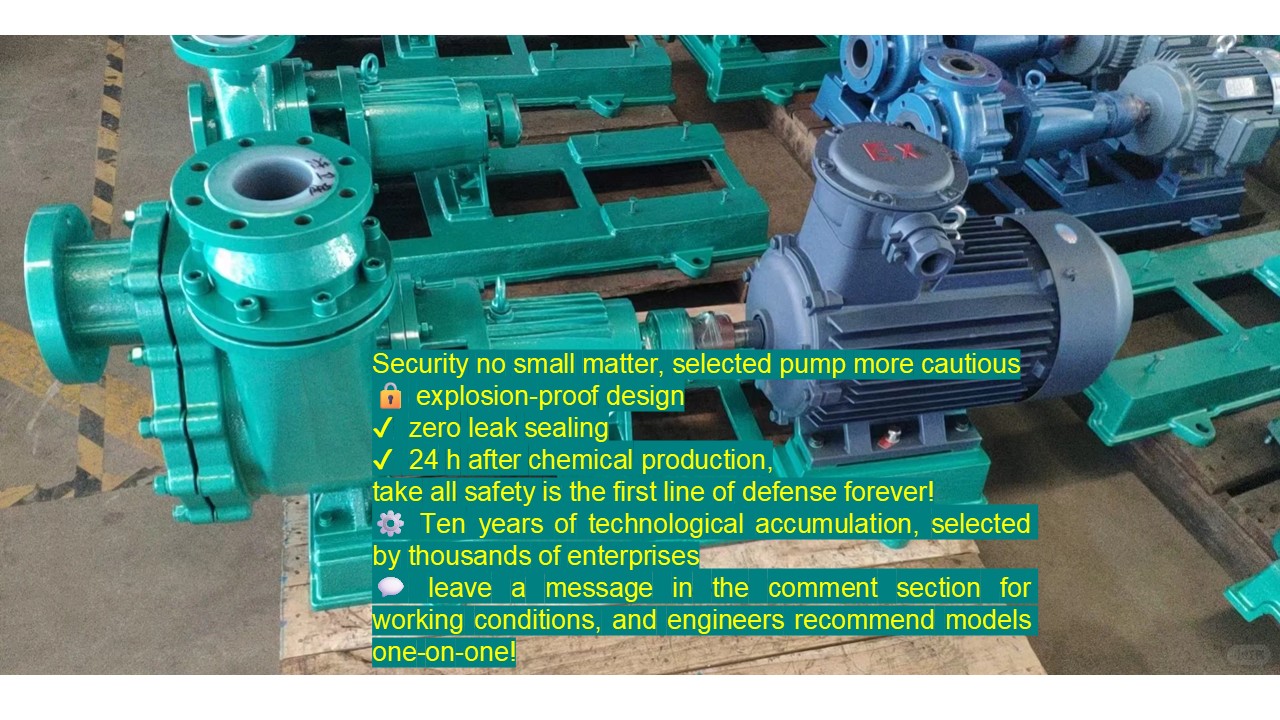 EX
Security no small matter, selected pump more cautious
🔒 explosion-proof design
✓ zero leak sealing
✓ 24 h after chemical production,
take all safety is the first line of defense forever!
⚙️ Ten years of technological accumulation, selected
by thousands of enterprises
💬 leave a message in the comment section for
working conditions, and engineers recommend models
one-on-one!